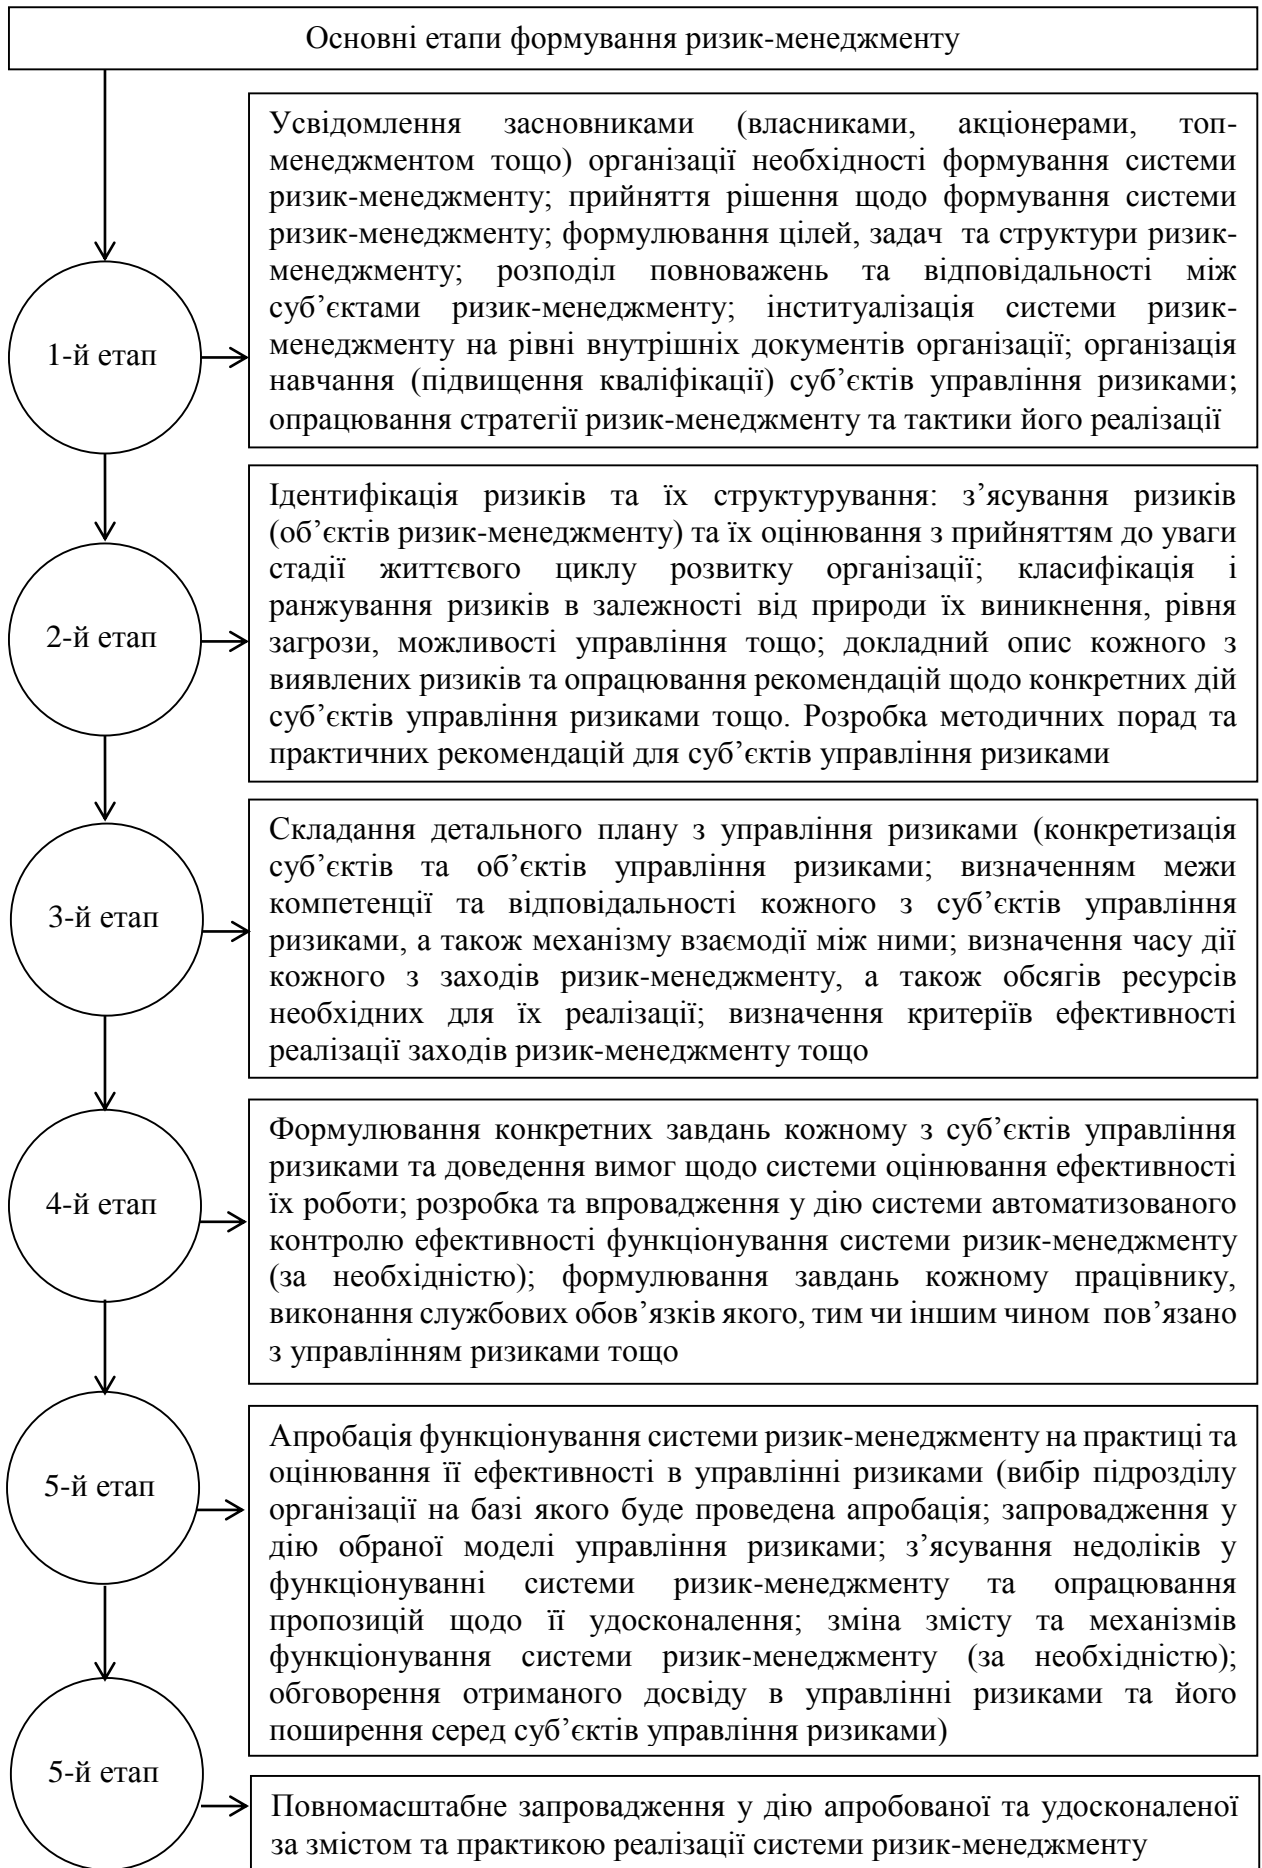 Основні етапи формування ризик-менеджменту
Усвідомлення засновниками (власниками, акціонерами, топ-
менеджментом тощо) організації необхідності формування системи
ризик-менеджменту; прийняття рішення щодо формування системи
ризик-менеджменту; формулювання цілей, задач та структури ризик-
менеджменту; розподіл повноважень та відповідальності між
суб’єктами ризик-менеджменту; інституалізація системи ризик-
менеджменту на рівні внутрішніх документів організації; організація
навчання (підвищення кваліфікації) суб’єктів управління ризиками;
опрацювання стратегії ризик-менеджменту та тактики його реалізації
1-й етап
Ідентифікація ризиків та їх структурування: з’ясування ризиків
(об’єктів ризик-менеджменту) та їх оцінювання з прийняттям до уваги
стадії життєвого циклу розвитку організації; класифікація і
ранжування ризиків в залежності від природи їх виникнення, рівня
загрози, можливості управління тощо; докладний опис кожного з
виявлених ризиків та опрацювання рекомендацій щодо конкретних дій
суб’єктів управління ризиками тощо. Розробка методичних порад та
практичних рекомендацій для суб’єктів управління ризиками
2-й етап
Складання детального плану з управління ризиками (конкретизація
суб’єктів та об’єктів управління ризиками; визначенням межи
компетенції та відповідальності кожного з суб’єктів управління
ризиками, а також механізму взаємодії між ними; визначення часу дії
кожного з заходів ризик-менеджменту, а також обсягів ресурсів
необхідних для їх реалізації; визначення критеріїв ефективності
реалізації заходів ризик-менеджменту тощо
3-й етап
Формулювання конкретних завдань кожному з суб’єктів управління
ризиками та доведення вимог щодо системи оцінювання ефективності
їх роботи; розробка та впровадження у дію системи автоматизованого
контролю ефективності функціонування системи ризик-менеджменту
(за необхідністю); формулювання завдань кожному працівнику,
виконання службових обов’язків якого, тим чи іншим чином пов’язано
з управлінням ризиками тощо
4-й етап
Апробація функціонування системи ризик-менеджменту на практиці та
оцінювання її ефективності в управлінні ризиками (вибір підрозділу
організації на базі якого буде проведена апробація; запровадження у
дію обраної моделі управління ризиками; з’ясування недоліків у
функціонуванні системи ризик-менеджменту та опрацювання
пропозицій щодо її удосконалення; зміна змісту та механізмів
функціонування системи ризик-менеджменту (за необхідністю);
обговорення отриманого досвіду в управлінні ризиками та його
поширення серед суб’єктів управління ризиками)
5-й етап
Повномасштабне запровадження у дію апробованої та удосконаленої
за змістом та практикою реалізації системи ризик-менеджменту
5-й етап